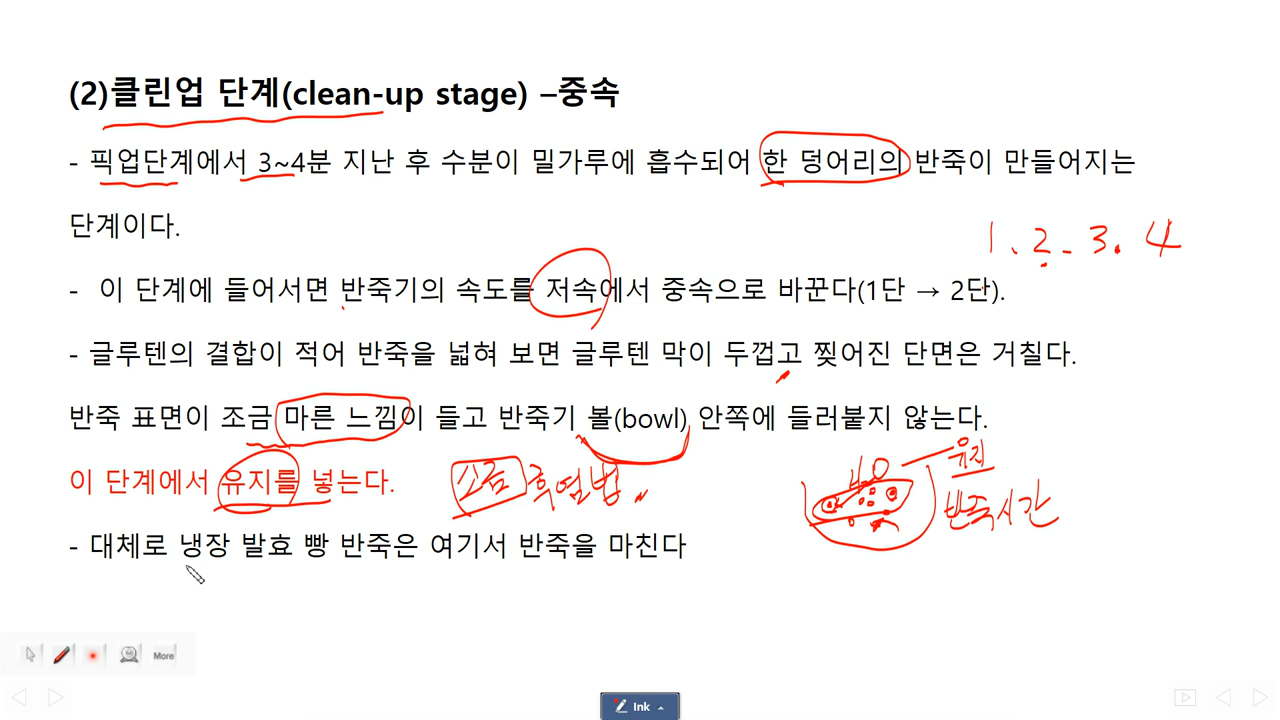 (2)클린업 단계(clean-up stage) –중속
- 픽업단계에서 3~4분 지난 후 수분이 밀가루에 흡수되어 한 덩어리의 반죽이 만들어지는
단계이다.
1. 2. 3. 4
- 이 단계에 들어서면 반죽기의 속도를 저속에서 중속으로 바꾼다(1단 → 2단).
- 글루텐의 결합이 적어 반죽을 넓혀 보면 글루텐 막이 두껍고 찢어진 단면은 거칠다.
반죽 표면이 조금 마른 느낌이 들고 반죽기 볼(bowl) 안쪽에 들러붙지 않는다.
이 단계에서 유지를 넣는다.
소금 후염법
유지
반죽시간
- 대체로 냉장 발효 빵 반죽은 여기서 반죽을 마친다
More
Ink